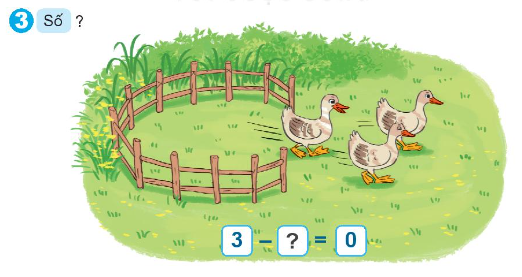 3 Số ?
3 - ? = 0